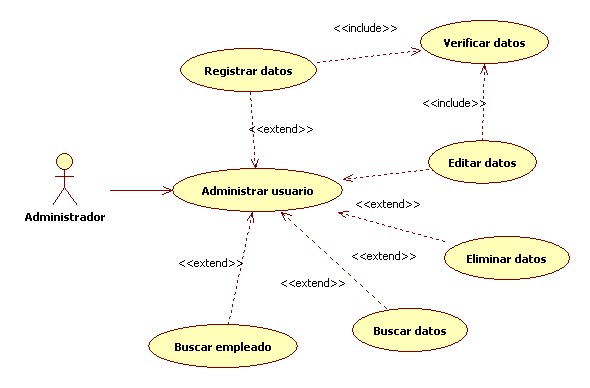 <<include>>
Verificar datos
Registrar datos
<<include>>
<<extend>>
Editar datos
Administrar usuario
<<extend>>
Administrador
<<extend>>
<<extend>>
Eliminar datos
<<extend>>
Buscar datos
Buscar empleado